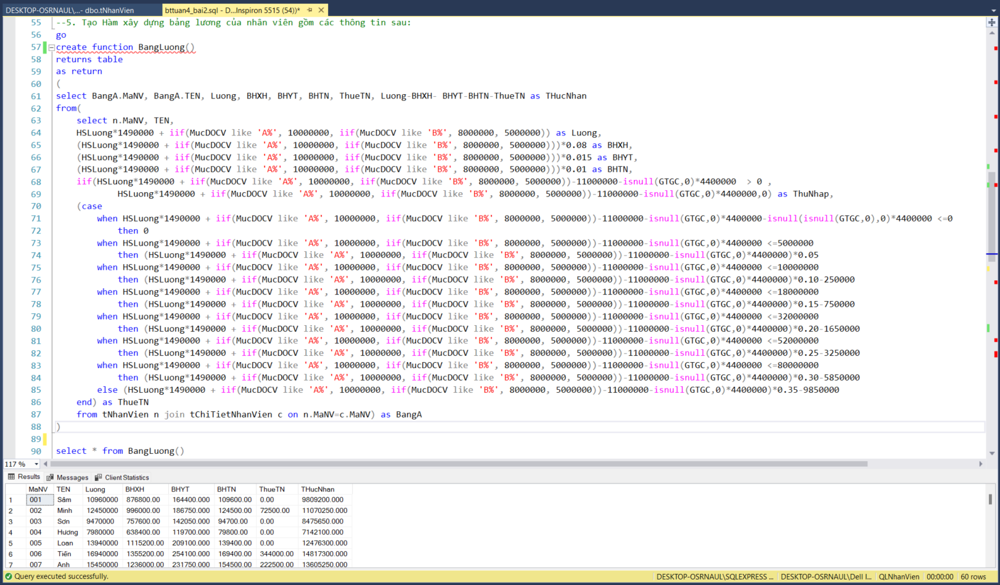 DESKTOP-OSRNAUL\...- dbo.tNhanVien
bttuan4_bai2.sql - D...Inspiron 5515 (54))*
55 --5. Tạo Hàm xây dựng bảng lương của nhân viên gồm các thông tin sau:
56 go
57 create function BangLuong()
58 returns table
59 as return
60 (
61 select BangA.MaNV, BangA.TEN, Luong, BHXH, BHYT, BHTN, ThueTN, Luong-BHXH- BHYT-BHTN-ThueTN as THucNhan
62 from(
63 select n.MaNV, TEN,
64 HSLuong*1490000 + iif(MucDOCV like 'A%', 10000000, iif(MucDOCV like 'B%', 8000000, 5000000)) as Luong,
65 (HSLuong*1490000 + iif(MucDOCV like 'A%', 10000000, iif(MucDOCV like 'B%', 8000000, 5000000)))*0.08 as BHXH,
66 (HSLuong*1490000 + iif(MucDOCV like 'A%', 10000000, iif(MucDOCV like 'B%', 8000000, 5000000)))*0.015 as BHYT,
67 (HSLuong*1490000 + iif(MucDOCV like 'A%', 10000000, iif(MucDOCV like 'B%', 8000000, 5000000)))*0.01 as BHTN,
68 iif(HSLuong*1490000 + iif(MucDOCV like 'A%', 10000000, iif(MucDOCV like 'B%', 8000000, 5000000))-11000000-isnull(GTGC,0)*4400000 > 0 ,
69 HSLuong*1490000 + iif(MucDOCV like 'A%', 10000000, iif(MucDOCV like 'B%', 8000000, 5000000))-11000000-isnull(GTGC,0)*4400000,0) as ThuNhap,
70 (case
71 when HSLuong*1490000 + iif(MucDOCV like 'A%', 10000000, iif(MucDOCV like 'B%', 8000000, 5000000))-11000000-isnull(GTGC,0)*4400000-isnull(isnull(GTGC,0),0)*4400000 <=0
72 then 0
73 when HSLuong*1490000 + iif(MucDOCV like 'A%', 10000000, iif(MucDOCV like 'B%', 8000000, 5000000))-11000000-isnull(GTGC,0)*4400000 <=5000000
74 then (HSLuong*1490000 + iif(MucDOCV like 'A%', 10000000, iif(MucDOCV like 'B%', 8000000, 5000000))-11000000-isnull(GTGC,0)*4400000)*0.05
75 when HSLuong*1490000 + iif(MucDOCV like 'A%', 10000000, iif(MucDOCV like 'B%', 8000000, 5000000))-11000000-isnull(GTGC,0)*4400000 <=10000000
76 then (HSLuong*1490000 + iif(MucDOCV like 'A%', 10000000, iif(MucDOCV like 'B%', 8000000, 5000000))-11000000-isnull(GTGC,0)*4400000)*0.10-250000
77 when HSLuong*1490000 + iif(MucDOCV like 'A%', 10000000, iif(MucDOCV like 'B%', 8000000, 5000000))-11000000-isnull(GTGC,0)*4400000 <=18000000
78 then (HSLuong*1490000 + iif(MucDOCV like 'A%', 10000000, iif(MucDOCV like 'B%', 8000000, 5000000))-11000000-isnull(GTGC,0)*4400000)*0.15-750000
79 when HSLuong*1490000 + iif(MucDOCV like 'A%', 10000000, iif(MucDOCV like 'B%', 8000000, 5000000))-11000000-isnull(GTGC,0)*4400000 <=32000000
80 then (HSLuong*1490000 + iif(MucDOCV like 'A%', 10000000, iif(MucDOCV like 'B%', 8000000, 5000000))-11000000-isnull(GTGC,0)*4400000)*0.20-1650000
81 when HSLuong*1490000 + iif(MucDOCV like 'A%', 10000000, iif(MucDOCV like 'B%', 8000000, 5000000))-11000000-isnull(GTGC,0)*4400000 <=52000000
82 then (HSLuong*1490000 + iif(MucDOCV like 'A%', 10000000, iif(MucDOCV like 'B%', 8000000, 5000000))-11000000-isnull(GTGC,0)*4400000)*0.25-3250000
83 when HSLuong*1490000 + iif(MucDOCV like 'A%', 10000000, iif(MucDOCV like 'B%', 8000000, 5000000))-11000000-isnull(GTGC,0)*4400000 <=80000000
84 then (HSLuong*1490000 + iif(MucDOCV like 'A%', 10000000, iif(MucDOCV like 'B%', 8000000, 5000000))-11000000-isnull(GTGC,0)*4400000)*0.30-5850000
85 else (HSLuong*1490000 + iif(MucDOCV like 'A%', 10000000, iif(MucDOCV like 'B%', 8000000, 5000000))-11000000-isnull(GTGC,0)*4400000)*0.35-9850000
86 end) as ThueTN
87 from tNhanVien n join tChiTietNhanVien c on n.MaNV=c.MaNV) as BangA
88 )
89
90 select * from BangLuong()
117 %
Results Messages Client Statistics
MaNV TEN Luong BHXH BHYT BHTN ThueTN THucNhan
1 001 Sâm 10960000 876800.00 164400.000 109600.00 0.00 9809200.000
2 002 Minh 12450000 996000.00 186750.000 124500.00 72500.00 11070250.000
3 003 Sơn 9470000 757600.00 142050.000 94700.00 0.00 8475650.000
4 004 Hương 7980000 638400.00 119700.000 79800.00 0.00 7142100.000
5 005 Loan 13940000 1115200.00 209100.000 139400.00 0.00 12476300.000
6 006 Tiến 16940000 1355200.00 254100.000 169400.00 344000.00 14817300.000
7 007 Anh 15450000 1236000.00 231750.000 154500.00 222500.00 13605250.000
Query executed successfully.
DESKTOP-OSRNAUL\SQLEXPRESS ... DESKTOP-OSRNAUL\Dell I... QLNhanVien 00:00:00 60 rows